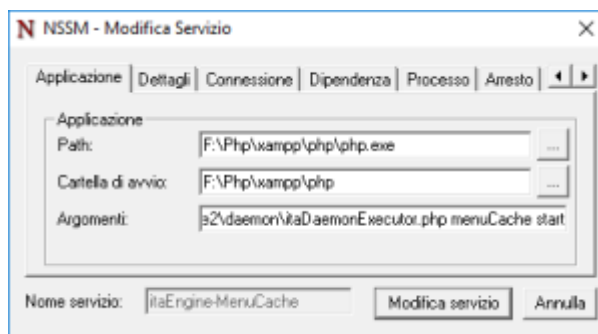 NSSM - Modifica Servizio
Applicazione Dettagli Connessione Dipendenza Processo Arresto
Applicazione
Path: F:\Php\xampp\php\php.exe ...
Cartella di avvio: F:\Php\xampp\php ...
Argomenti: e2\daemon\itaDaemonExecutor.php menuCache start
Nome servizio: itaEngine-MenuCache Modifica servizio Annulla